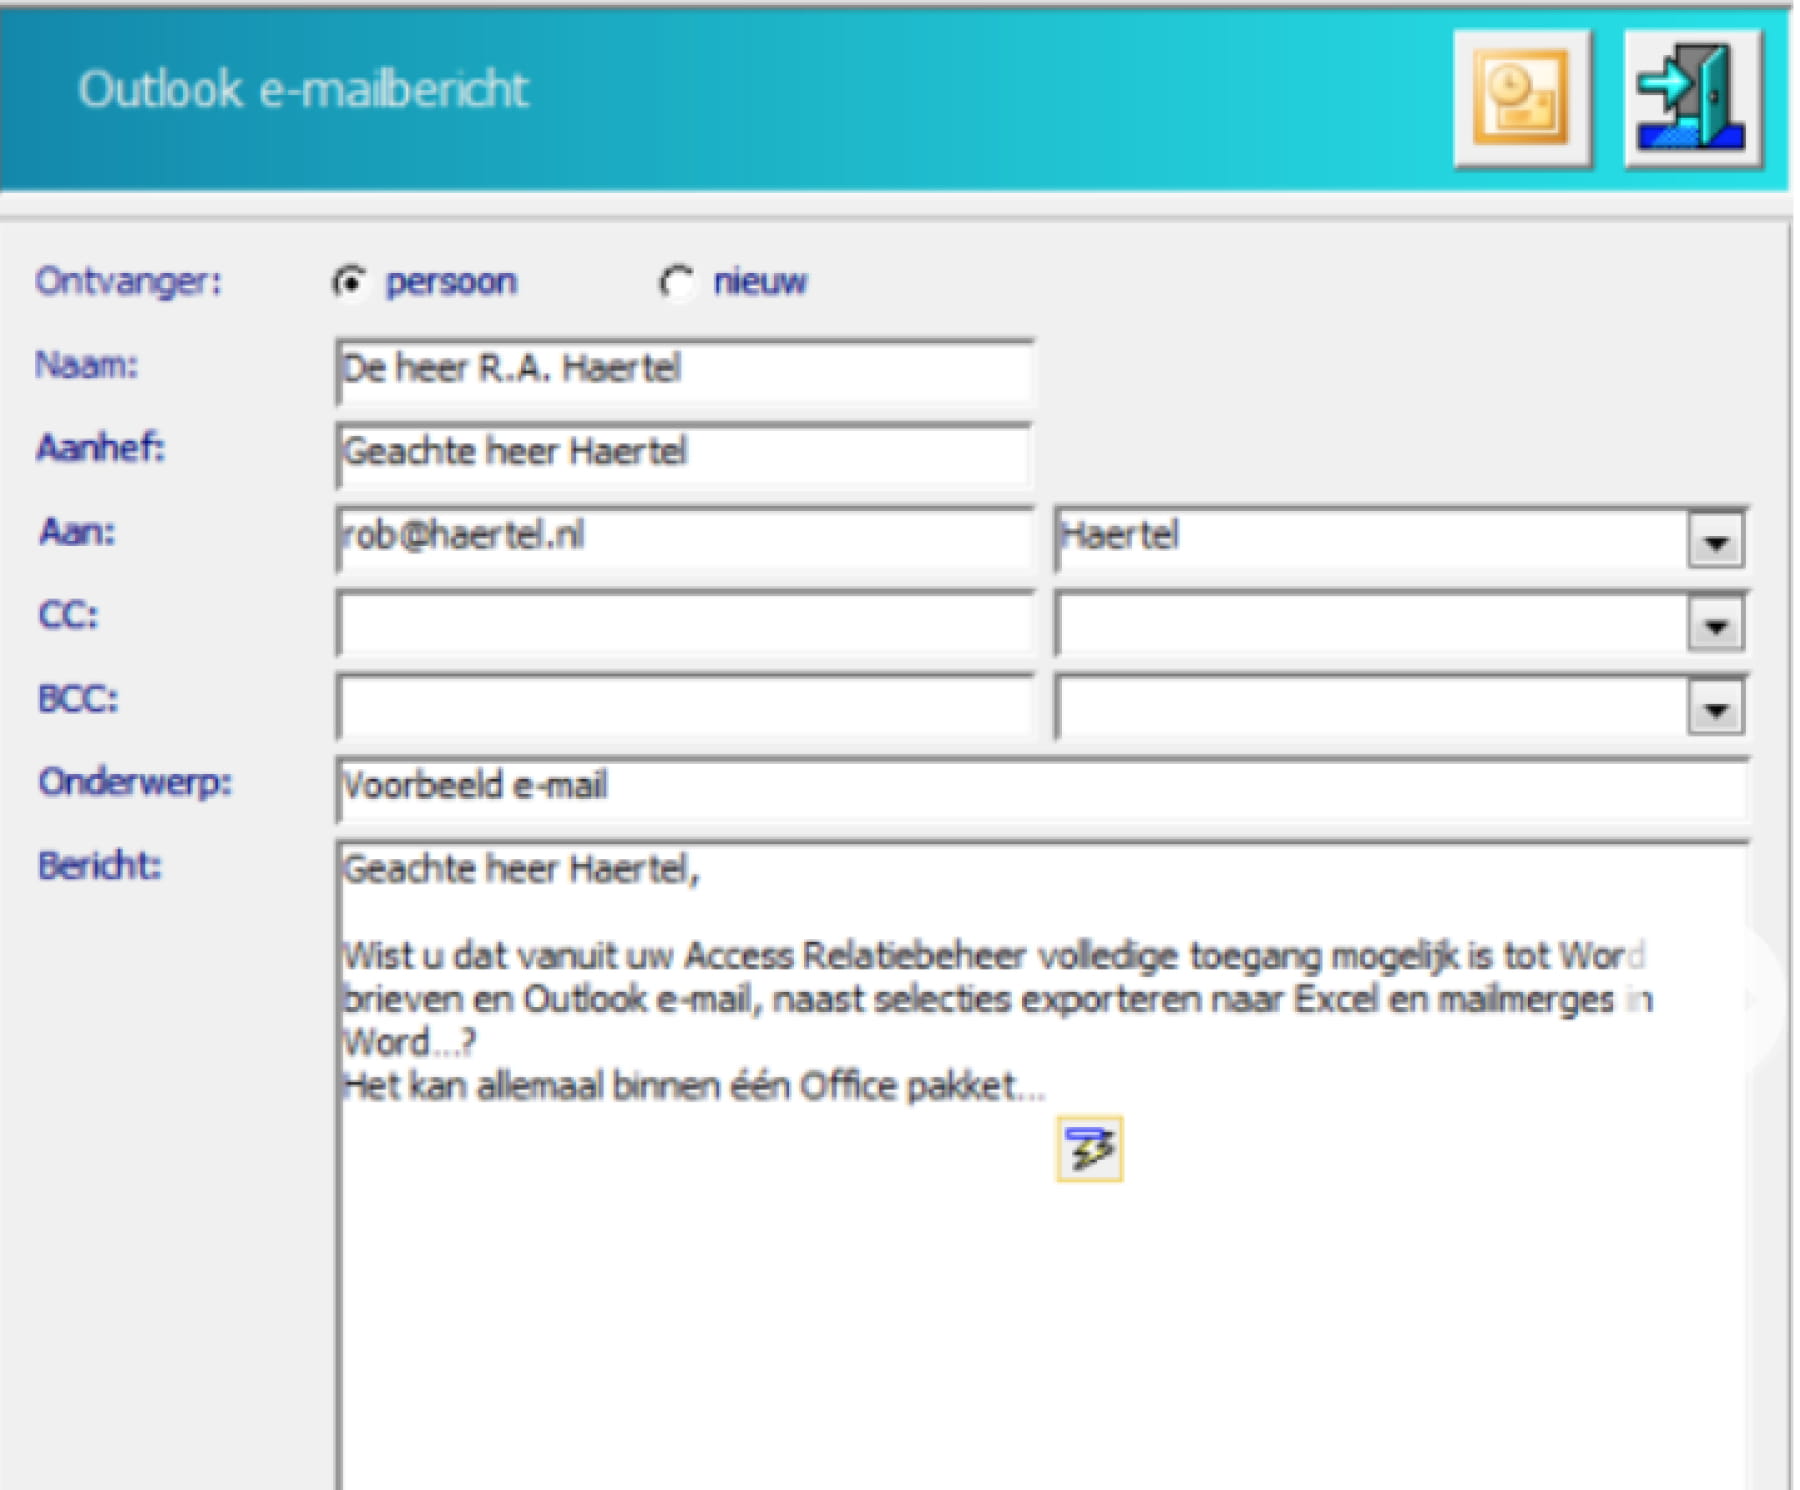 Outlook e-mailbericht
Ontvanger: persoon nieuw
Naam: De heer R.A. Haertel
Aanhef: Geachte heer Haertel
Aan: rob@haertel.nl Haertel
CC:
BCC:
Onderwerp: Voorbeeld e-mail
Bericht: Geachte heer Haertel,
Wist u dat vanuit uw Access Relatiebeheer volledige toegang mogelijk is tot Word
brieven en Outlook e-mail, naast selecties exporteren naar Excel en mailmerges in
Word...?
Het kan allemaal binnen één Office pakket...